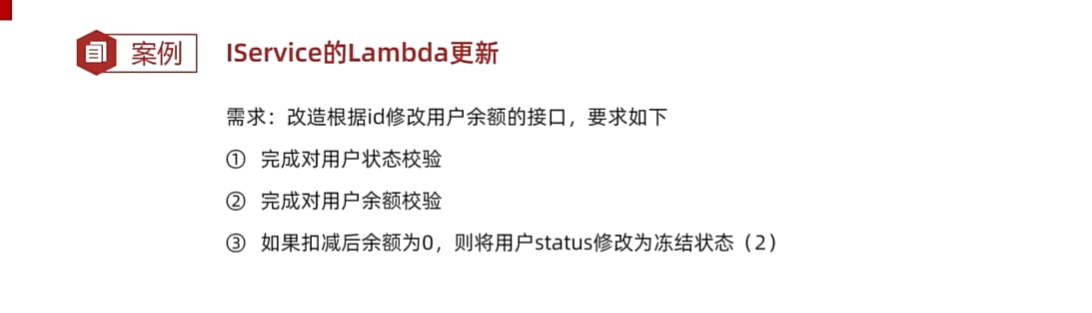 案例
IService的Lambda更新
需求：改造根据id修改用户余额的接口，要求如下
① 完成对用户状态校验
② 完成对用户余额校验
③ 如果扣减后余额为0，则将用户status修改为冻结状态（2）